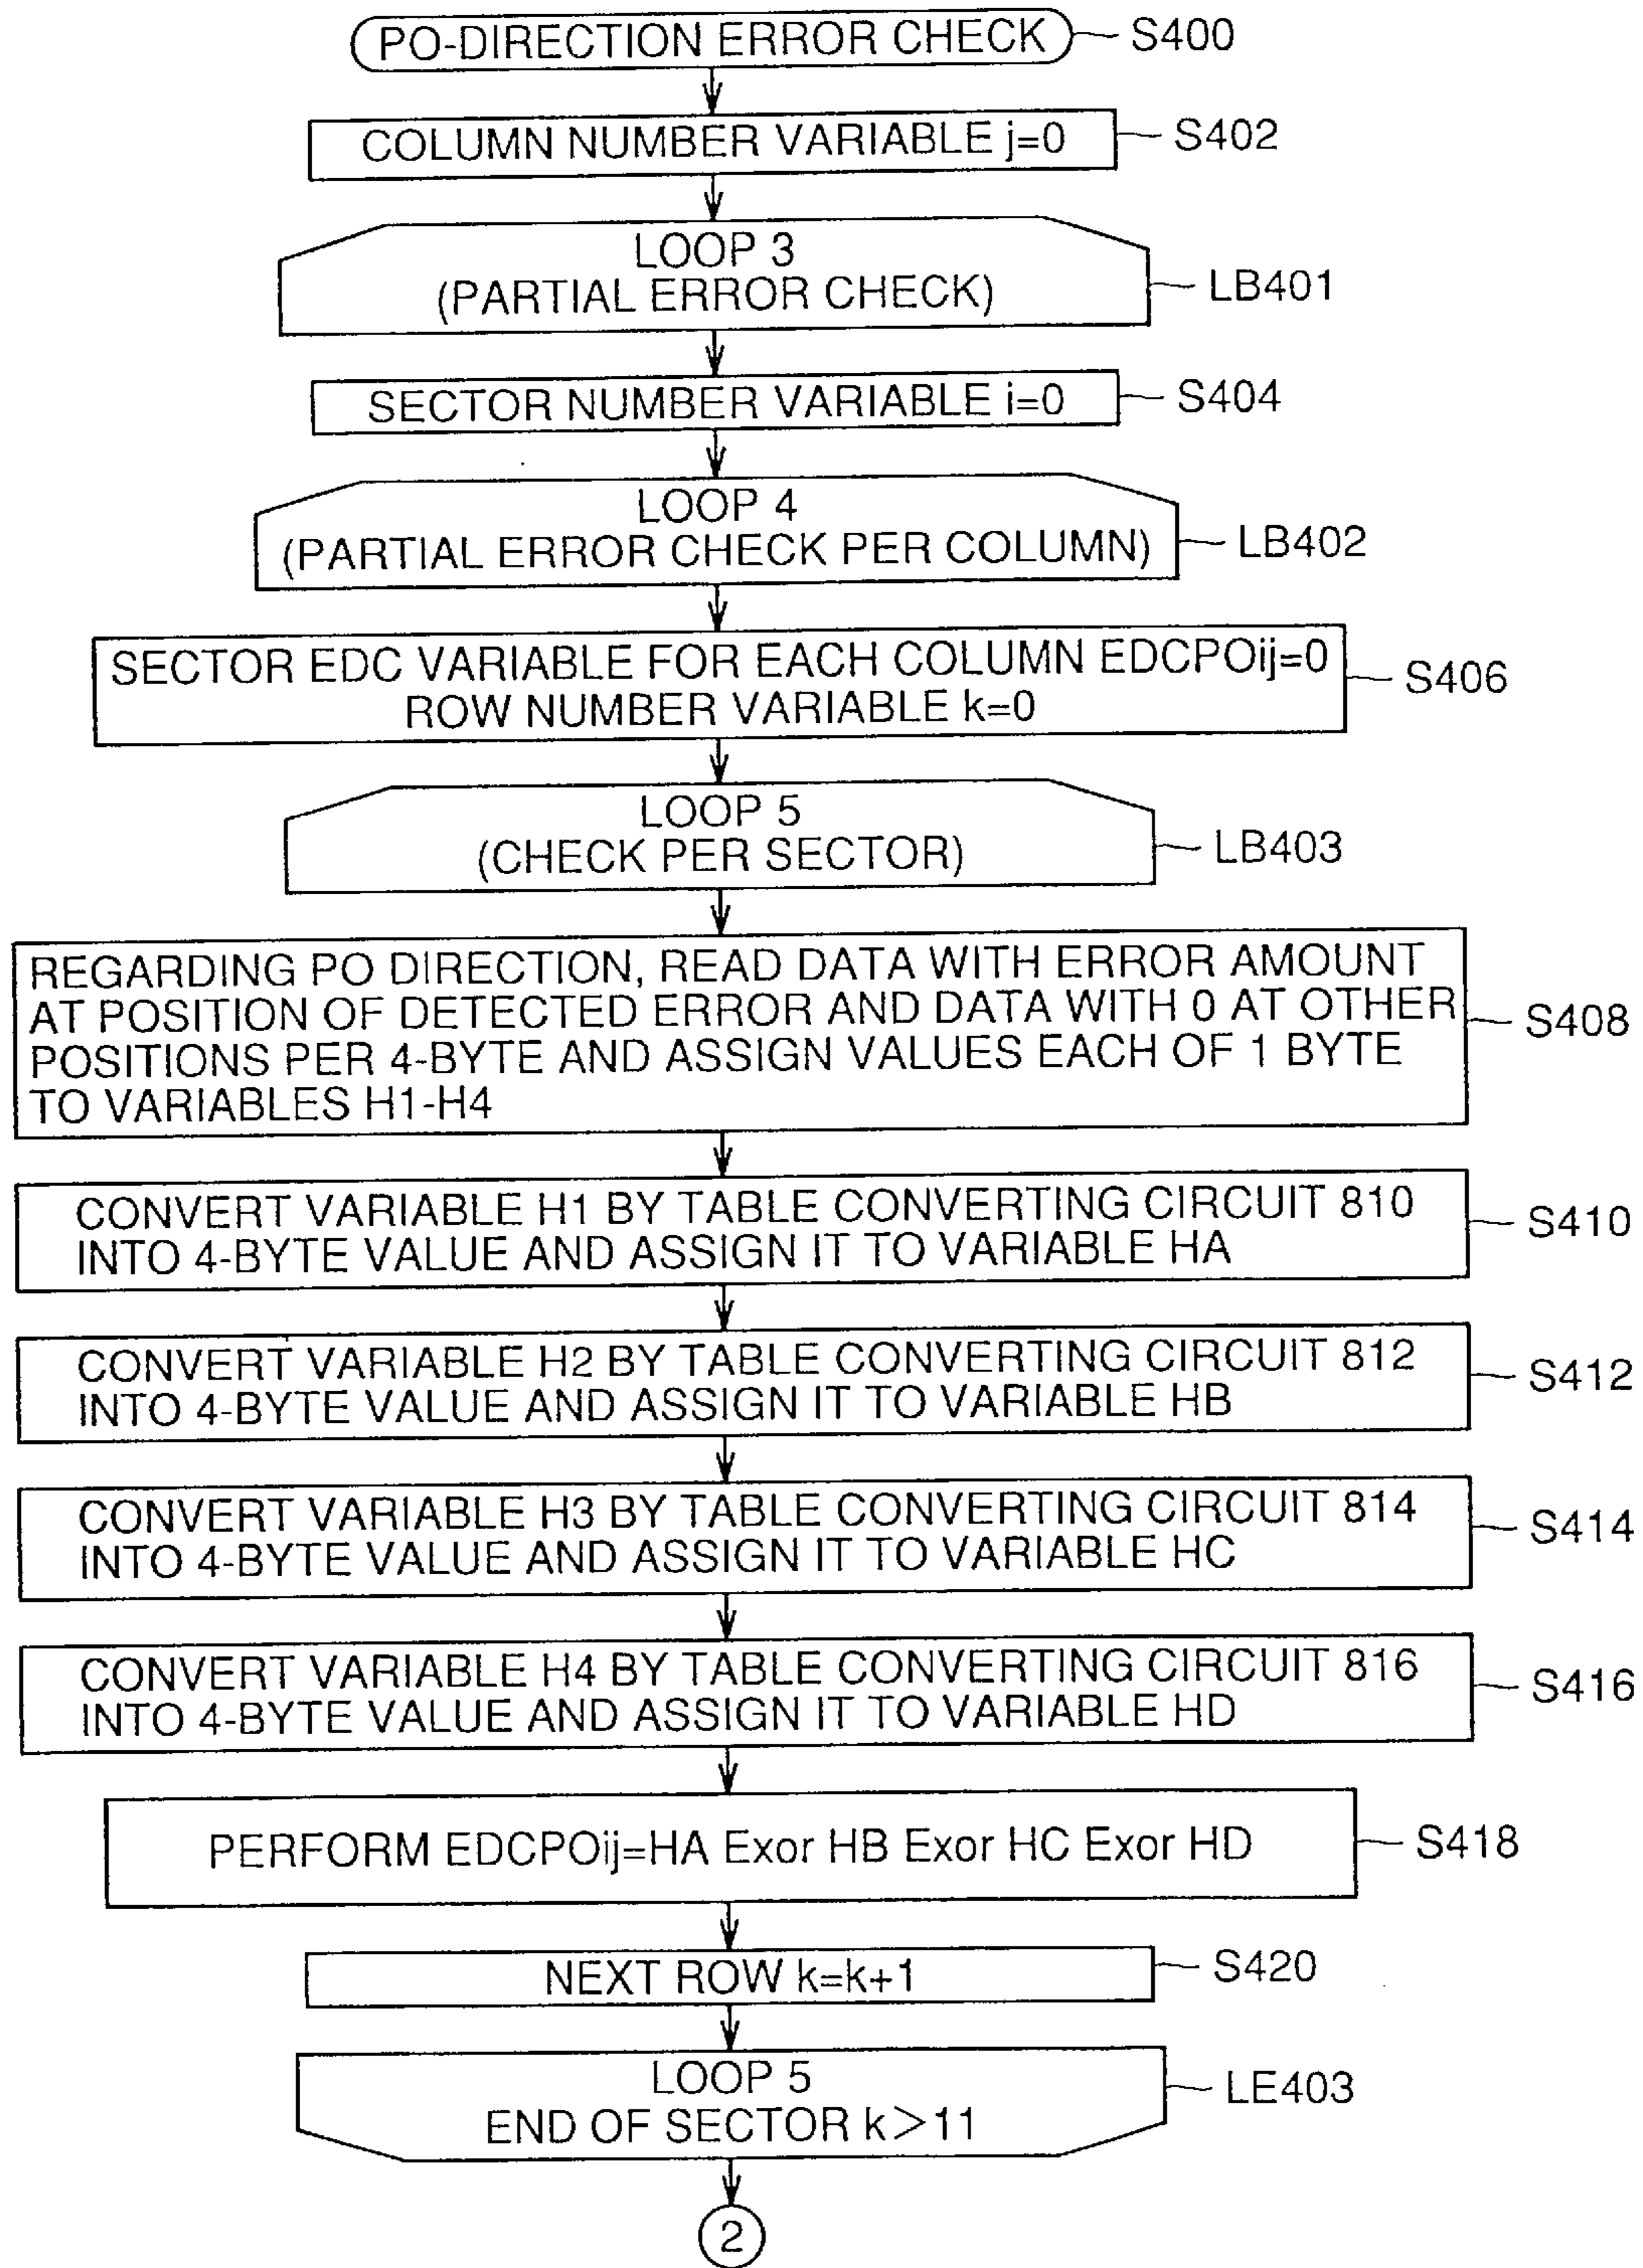 PO-DIRECTION ERROR CHECK
S400
COLUMN NUMBER VARIABLE j=0
S402
LOOP 3
(PARTIAL ERROR CHECK)
LB401
SECTOR NUMBER VARIABLE i=0
S404
LOOP 4
(PARTIAL ERROR CHECK PER COLUMN)
LB402
SECTOR EDC VARIABLE FOR EACH COLUMN EDCPOij=0
ROW NUMBER VARIABLE k=0
S406
LOOP 5
(CHECK PER SECTOR)
LB403
REGARDING PO DIRECTION, READ DATA WITH ERROR AMOUNT
AT POSITION OF DETECTED ERROR AND DATA WITH 0 AT OTHER
POSITIONS PER 4-BYTE AND ASSIGN VALUES EACH OF 1 BYTE
TO VARIABLES H1-H4
S408
CONVERT VARIABLE H1 BY TABLE CONVERTING CIRCUIT 810
INTO 4-BYTE VALUE AND ASSIGN IT TO VARIABLE HA
S410
CONVERT VARIABLE H2 BY TABLE CONVERTING CIRCUIT 812
INTO 4-BYTE VALUE AND ASSIGN IT TO VARIABLE HB
S412
CONVERT VARIABLE H3 BY TABLE CONVERTING CIRCUIT 814
INTO 4-BYTE VALUE AND ASSIGN IT TO VARIABLE HC
S414
CONVERT VARIABLE H4 BY TABLE CONVERTING CIRCUIT 816
INTO 4-BYTE VALUE AND ASSIGN IT TO VARIABLE HD
S416
PERFORM EDCPOij=HA Exor HB Exor HC Exor HD
S418
NEXT ROW k=k+1
S420
LOOP 5
END OF SECTOR k>11
LE403
2